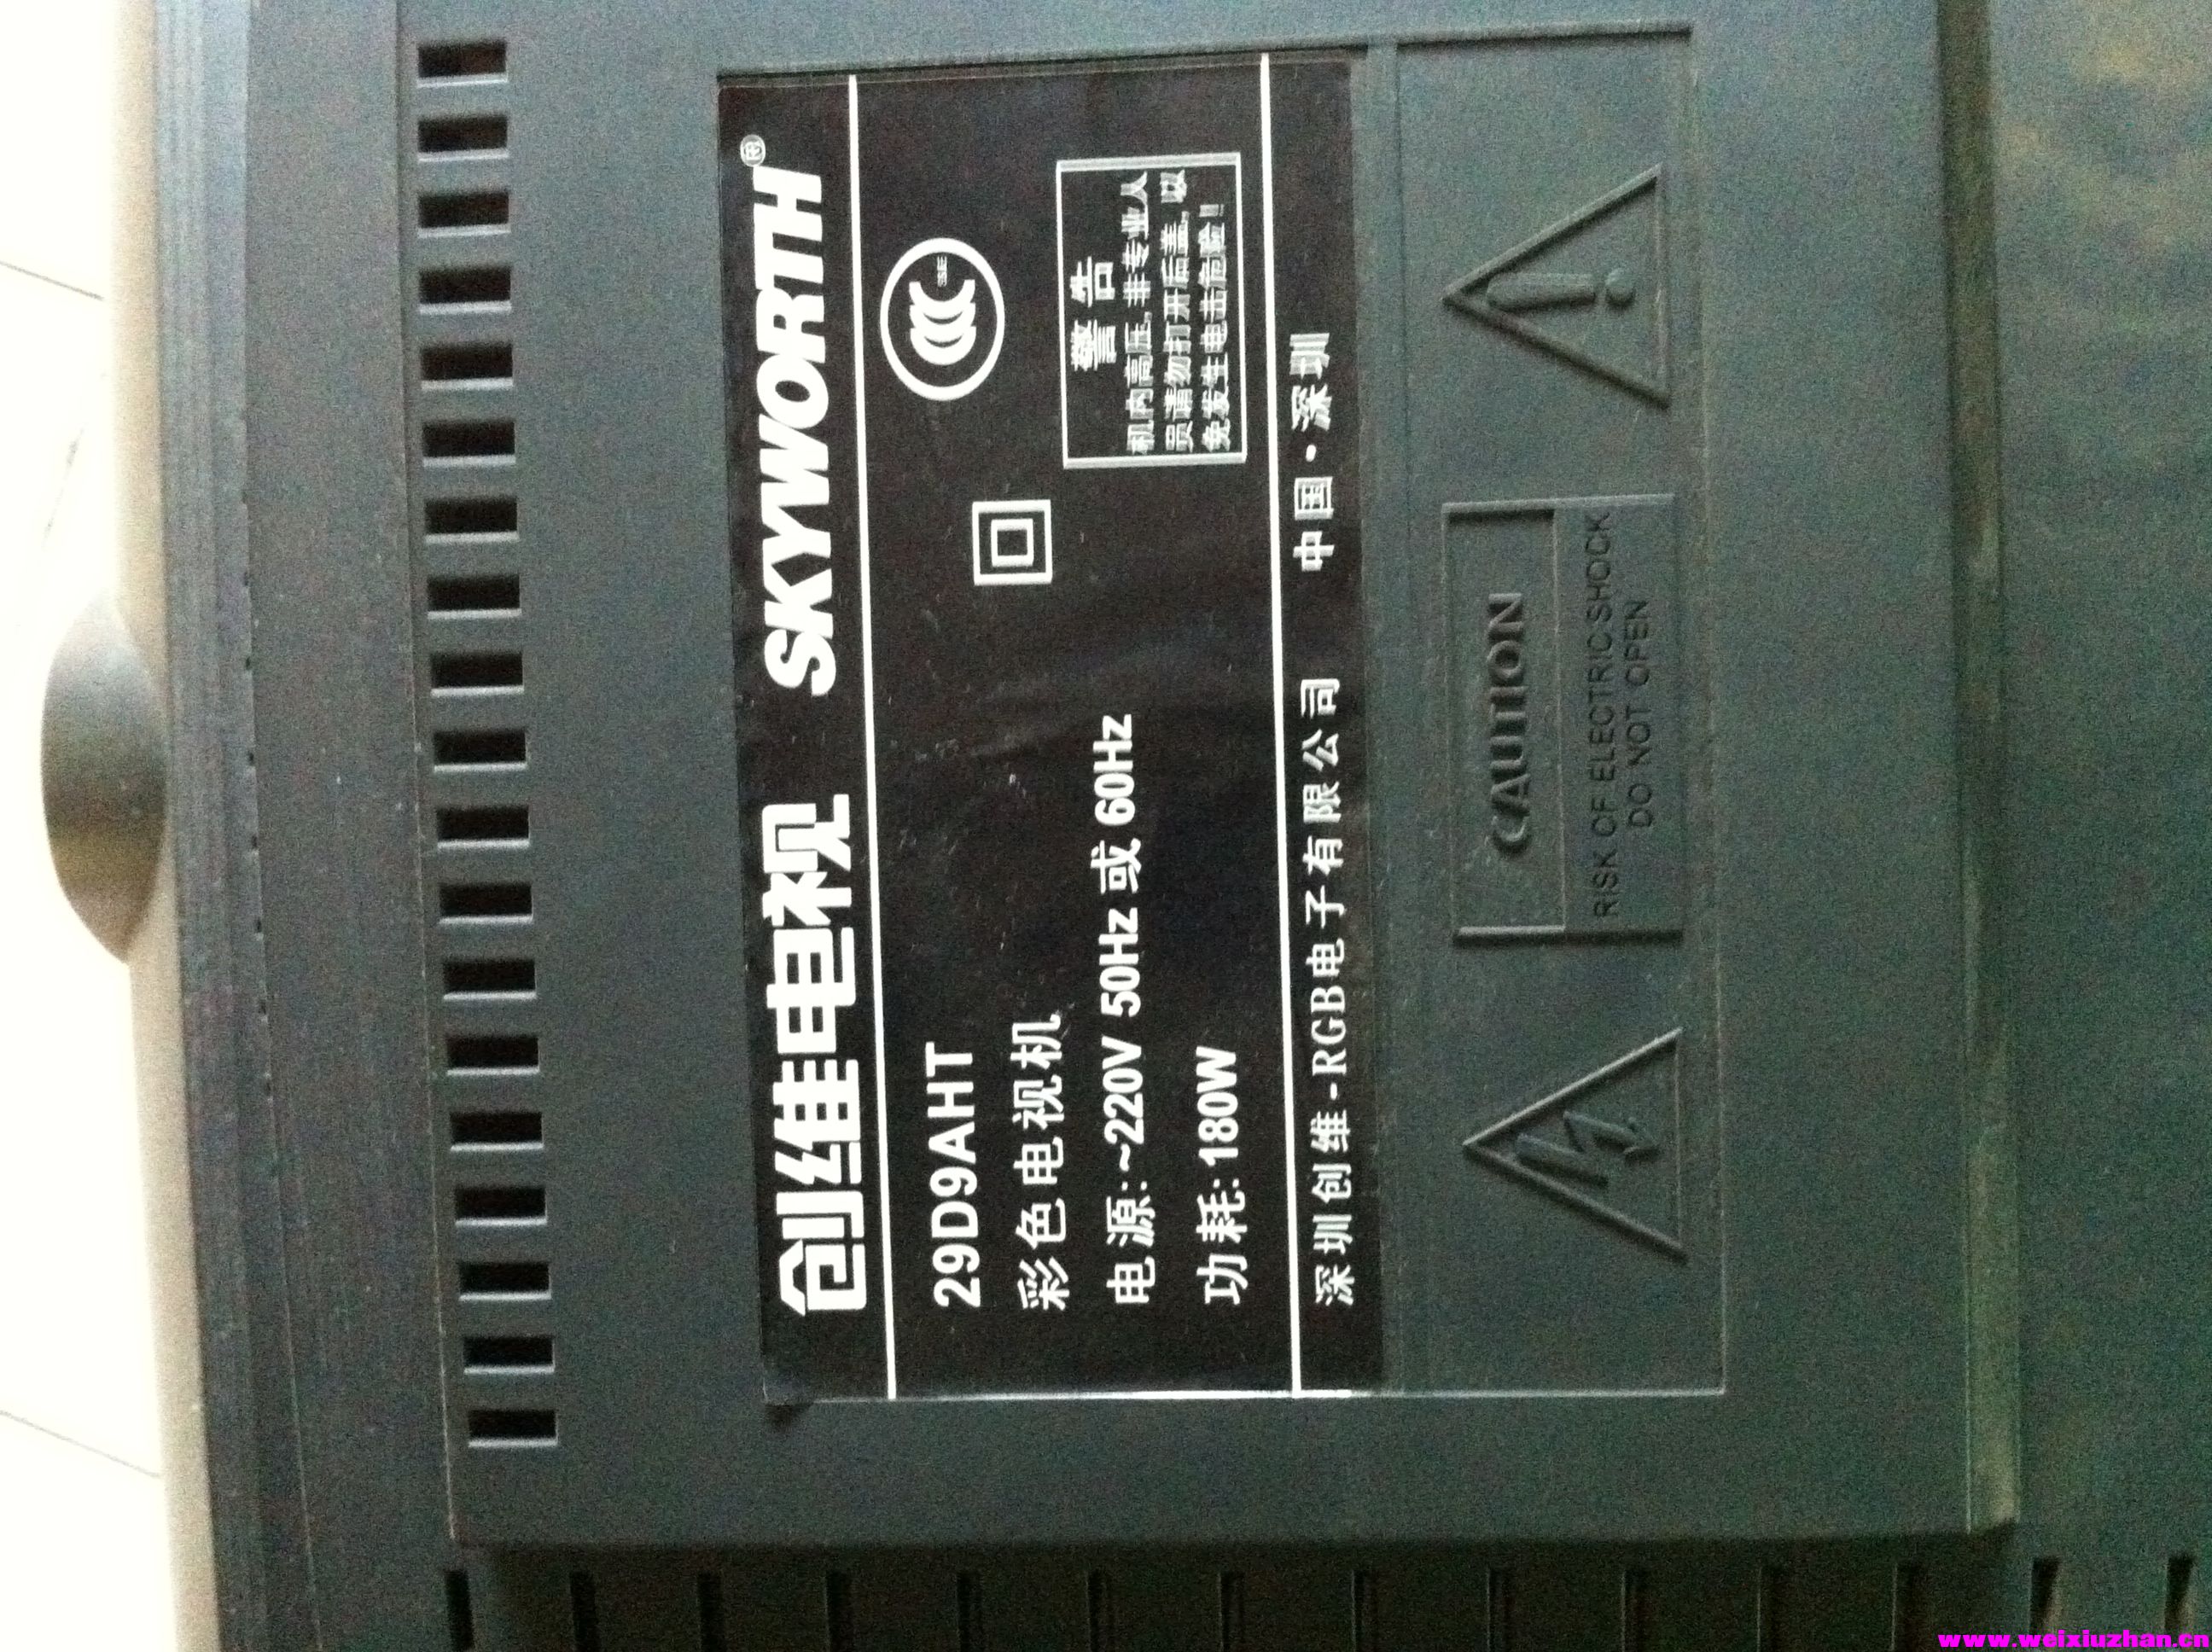 创维电视 SKYWORTH®
29D9AHT
彩色电视机
电源:~220V 50Hz 或 60Hz
功耗:180W
警告
机内高压,非专业人
员请勿打开后盖,以
免发生电击危险!
深圳创维-RGB电子有限公司 中国·深圳
CAUTION
RISK OF ELECTRIC SHOCK
DO NOT OPEN
www.weixiuzhan.cn